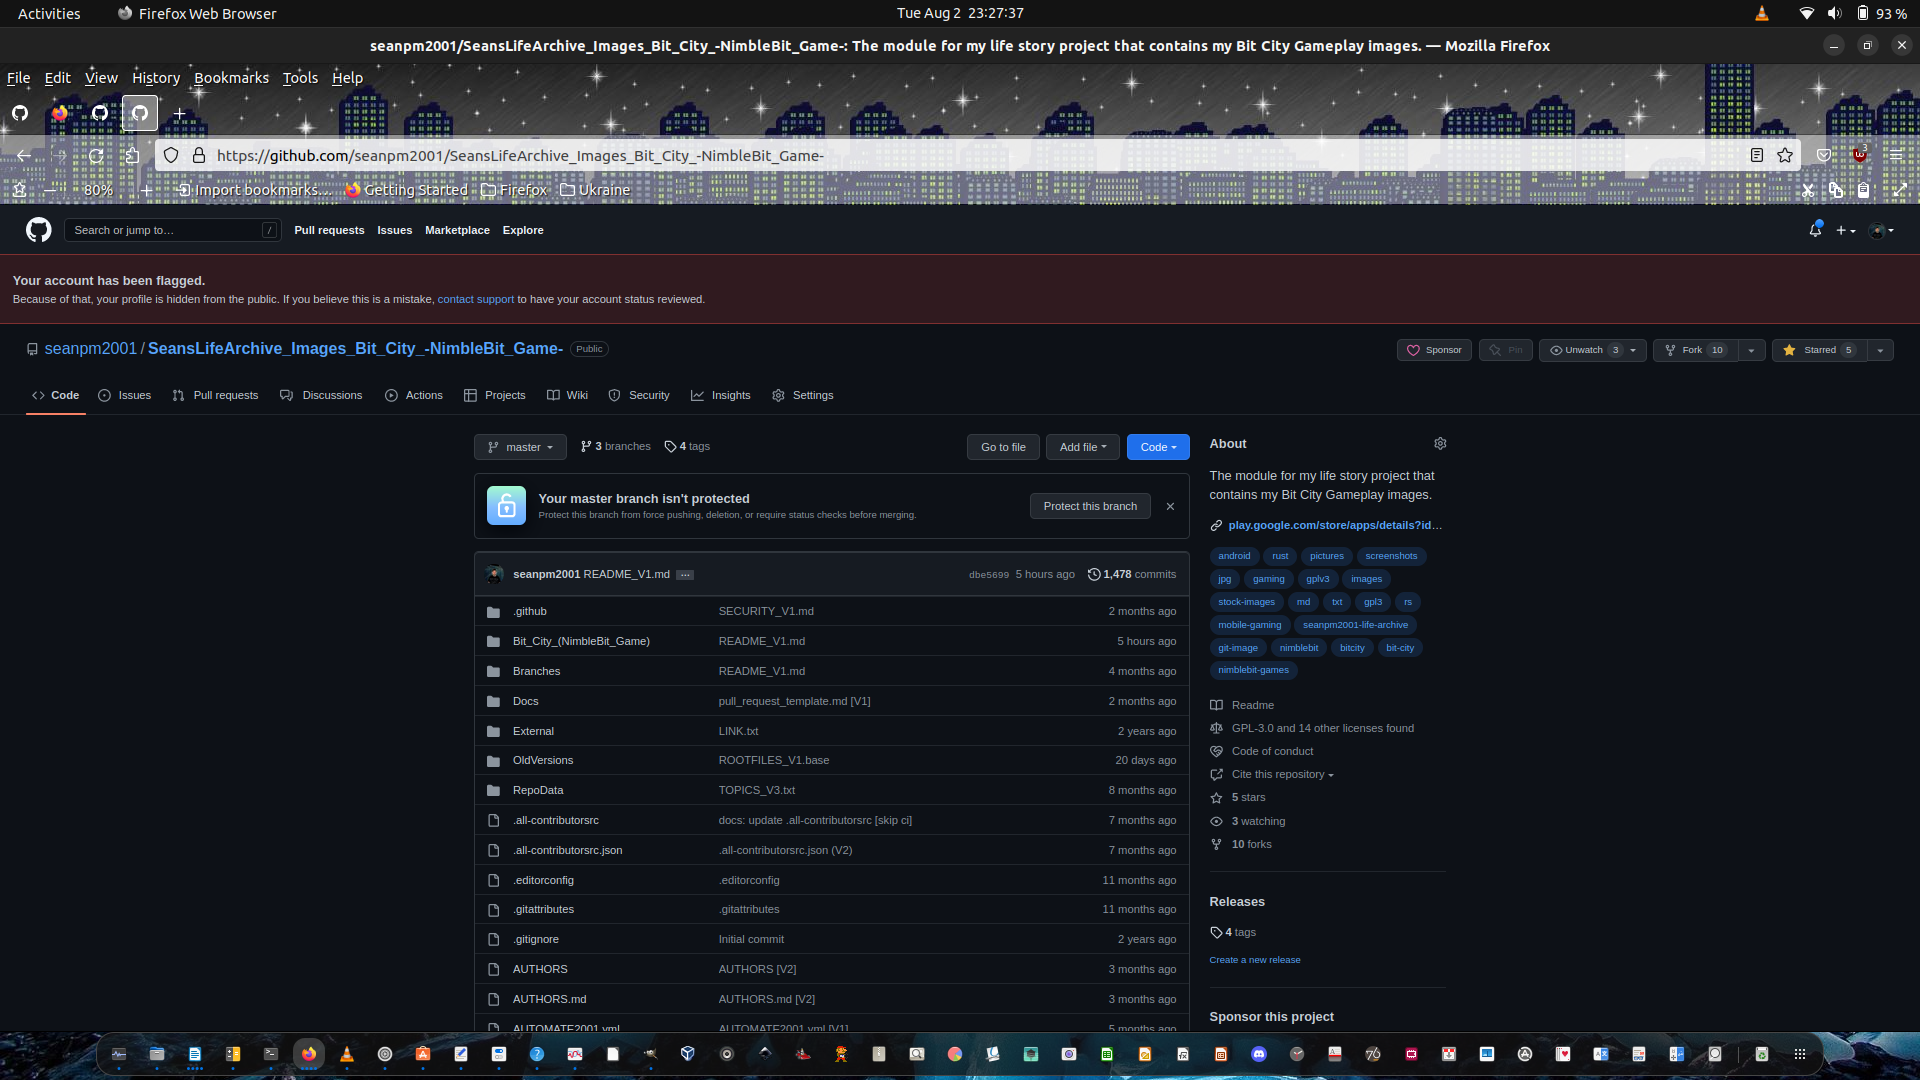 Activities
Firefox Web Browser
Tue Aug 2 23:27:37
93 %
seanpm2001/SeansLifeArchive_Images_Bit_City_-NimbleBit_Game-: The module for my life story project that contains my Bit City Gameplay images. — Mozilla Firefox
File Edit View History Bookmarks Tools Help
https://github.com/seanpm2001/SeansLifeArchive_Images_Bit_City_-NimbleBit_Game-
3
80%
Import bookmarks...
Getting Started
Firefox
Ukraine
Search or jump to…
/
Pull requests Issues Marketplace Explore
Your account has been flagged.
Because of that, your profile is hidden from the public. If you believe this is a mistake, contact support to have your account status reviewed.
seanpm2001 / SeansLifeArchive_Images_Bit_City_-NimbleBit_Game- Public
Sponsor
Pin
Unwatch 3
Fork 10
Starred 5
Code Issues Pull requests Discussions Actions Projects Wiki Security Insights Settings
master
3 branches
4 tags
Go to file
Add file
Code
Your master branch isn't protected
Protect this branch from force pushing, deletion, or require status checks before merging.
Protect this branch
seanpm2001 README_V1.md ...
dbe5699 5 hours ago
1,478 commits
.github SECURITY_V1.md 2 months ago
Bit_City_(NimbleBit_Game) README_V1.md 5 hours ago
Branches README_V1.md 4 months ago
Docs pull_request_template.md [V1] 2 months ago
External LINK.txt 2 years ago
OldVersions ROOTFILES_V1.base 20 days ago
RepoData TOPICS_V3.txt 8 months ago
.all-contributorsrc docs: update .all-contributorsrc [skip ci] 7 months ago
.all-contributorsrc.json .all-contributorsrc.json (V2) 7 months ago
.editorconfig .editorconfig 11 months ago
.gitattributes .gitattributes 11 months ago
.gitignore Initial commit 2 years ago
AUTHORS AUTHORS [V2] 3 months ago
AUTHORS.md AUTHORS.md [V2] 3 months ago
AUTOMATE2001.yml AUTOMATE2001.yml [V1] 5 months ago
About
The module for my life story project that
contains my Bit City Gameplay images.
play.google.com/store/apps/details?id…
android rust pictures screenshots
jpg gaming gplv3 images
stock-images md txt gpl3 rs
mobile-gaming seanpm2001-life-archive
git-image nimblebit bitcity bit-city
nimblebit-games
Readme
GPL-3.0 and 14 other licenses found
Code of conduct
Cite this repository
5 stars
3 watching
10 forks
Releases
4 tags
Create a new release
Sponsor this project